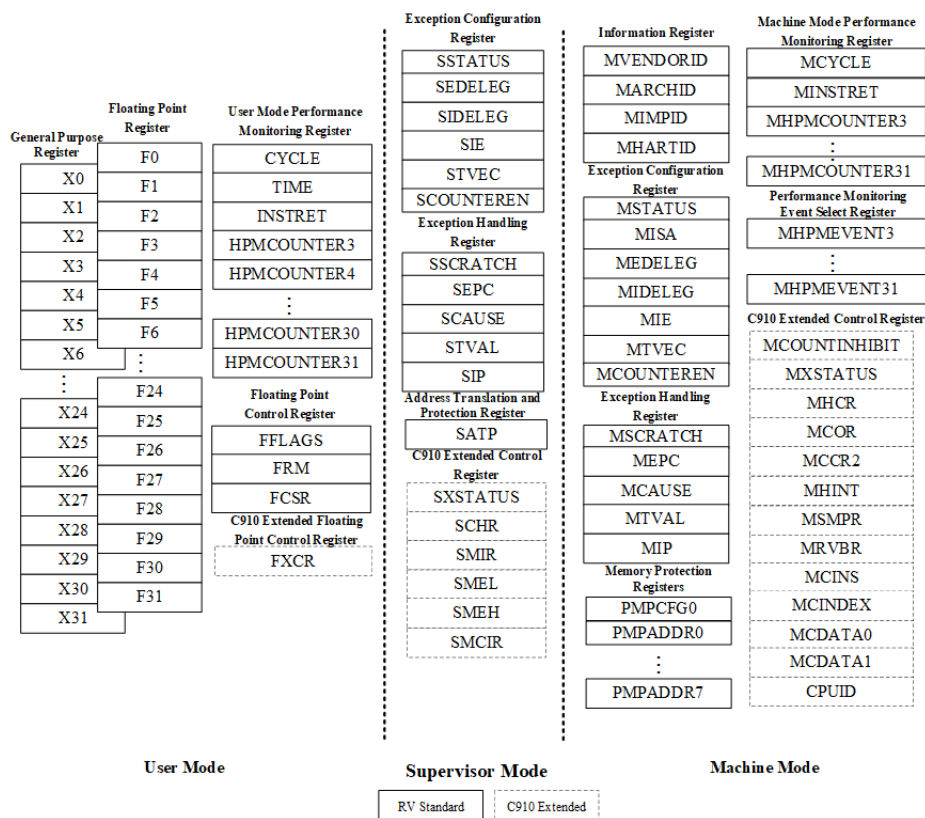 General Purpose
Register
X0
X1
X2
X3
X4
X5
X6
X24
X25
X26
X27
X28
X29
X30
X31
Floating Point
Register
F0
F1
F2
F3
F4
F5
F6
F24
F25
F26
F27
F28
F29
F30
F31
User Mode Performance
Monitoring Register
CYCLE
TIME
INSTRET
HPMCOUNTER3
HPMCOUNTER4
HPMCOUNTER30
HPMCOUNTER31
Floating Point
Control Register
FFLAGS
FRM
FCSR
C910 Extended Floating
Point Control Register
FXCR
User Mode
Exception Configuration
Register
SSTATUS
SEDELEG
SIDELEG
SIE
STVEC
SCOUNTEREN
Exception Handling
Register
SSCRATCH
SEPC
SCAUSE
STVAL
SIP
Address Translation and
Protection Register
SATP
C910 Extended Control
Register
SXSTATUS
SCHR
SMIR
SMEL
SMEH
SMCIR
Supervisor Mode
Information Register
MVENDORID
MARCHID
MIMPID
MHARTID
Exception Configuration
Register
MSTATUS
MISA
MEDELEG
MIDELEG
MIE
MTVEC
MCOUNTEREN
Exception Handling
Register
MSCRATCH
MEPC
MCAUSE
MTVAL
MIP
Memory Protection
Registers
PMPCFG0
PMPADDR0
PMPADDR7
Machine Mode Performance
Monitoring Register
MCYCLE
MINSTRET
MHPMCOUNTER3
MHPMCOUNTER31
Performance Monitoring
Event Select Register
MHPMEVENT3
MHPMEVENT31
C910 Extended Control Register
MCOUNTINHIBIT
MXSTATUS
MHCR
MCOR
MCCR2
MHINT
MSMPR
MRVBR
MCINS
MCINDEX
MCDATA0
MCDATA1
CPUID
Machine Mode
RV Standard
C910 Extended